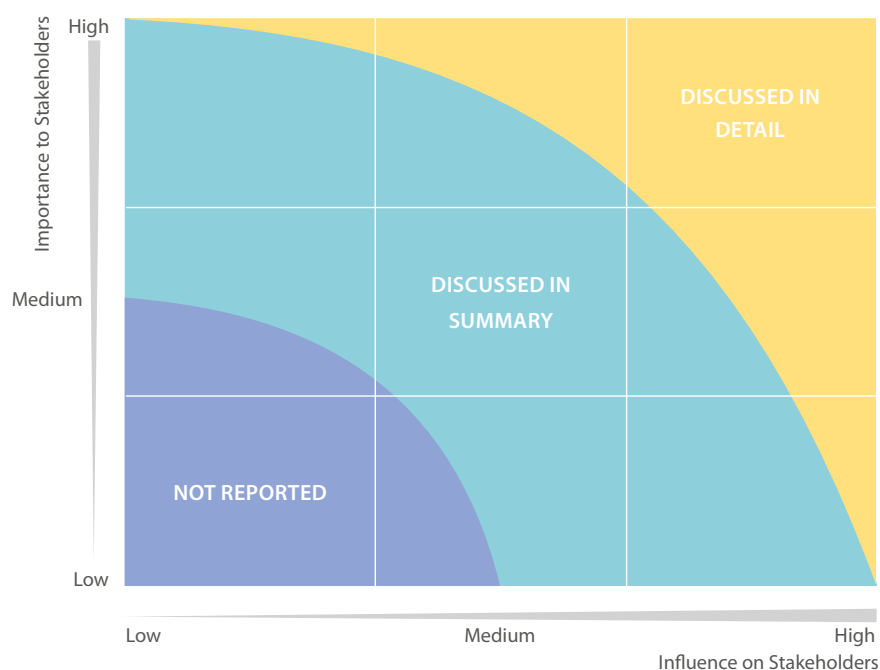 High
Importance to Stakeholders
DISCUSSED IN
DETAIL
DISCUSSED IN
SUMMARY
Medium
NOT REPORTED
Low
Low
Medium
High
Influence on Stakeholders